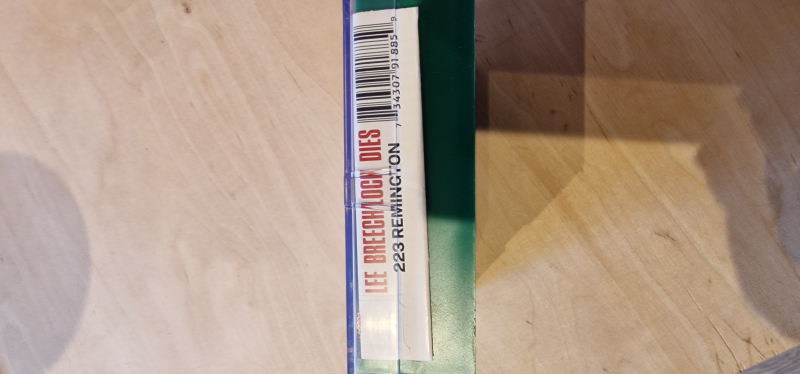 LEE BREECH LOCK DIES
223 REMINGTON
7 34307 91885 9